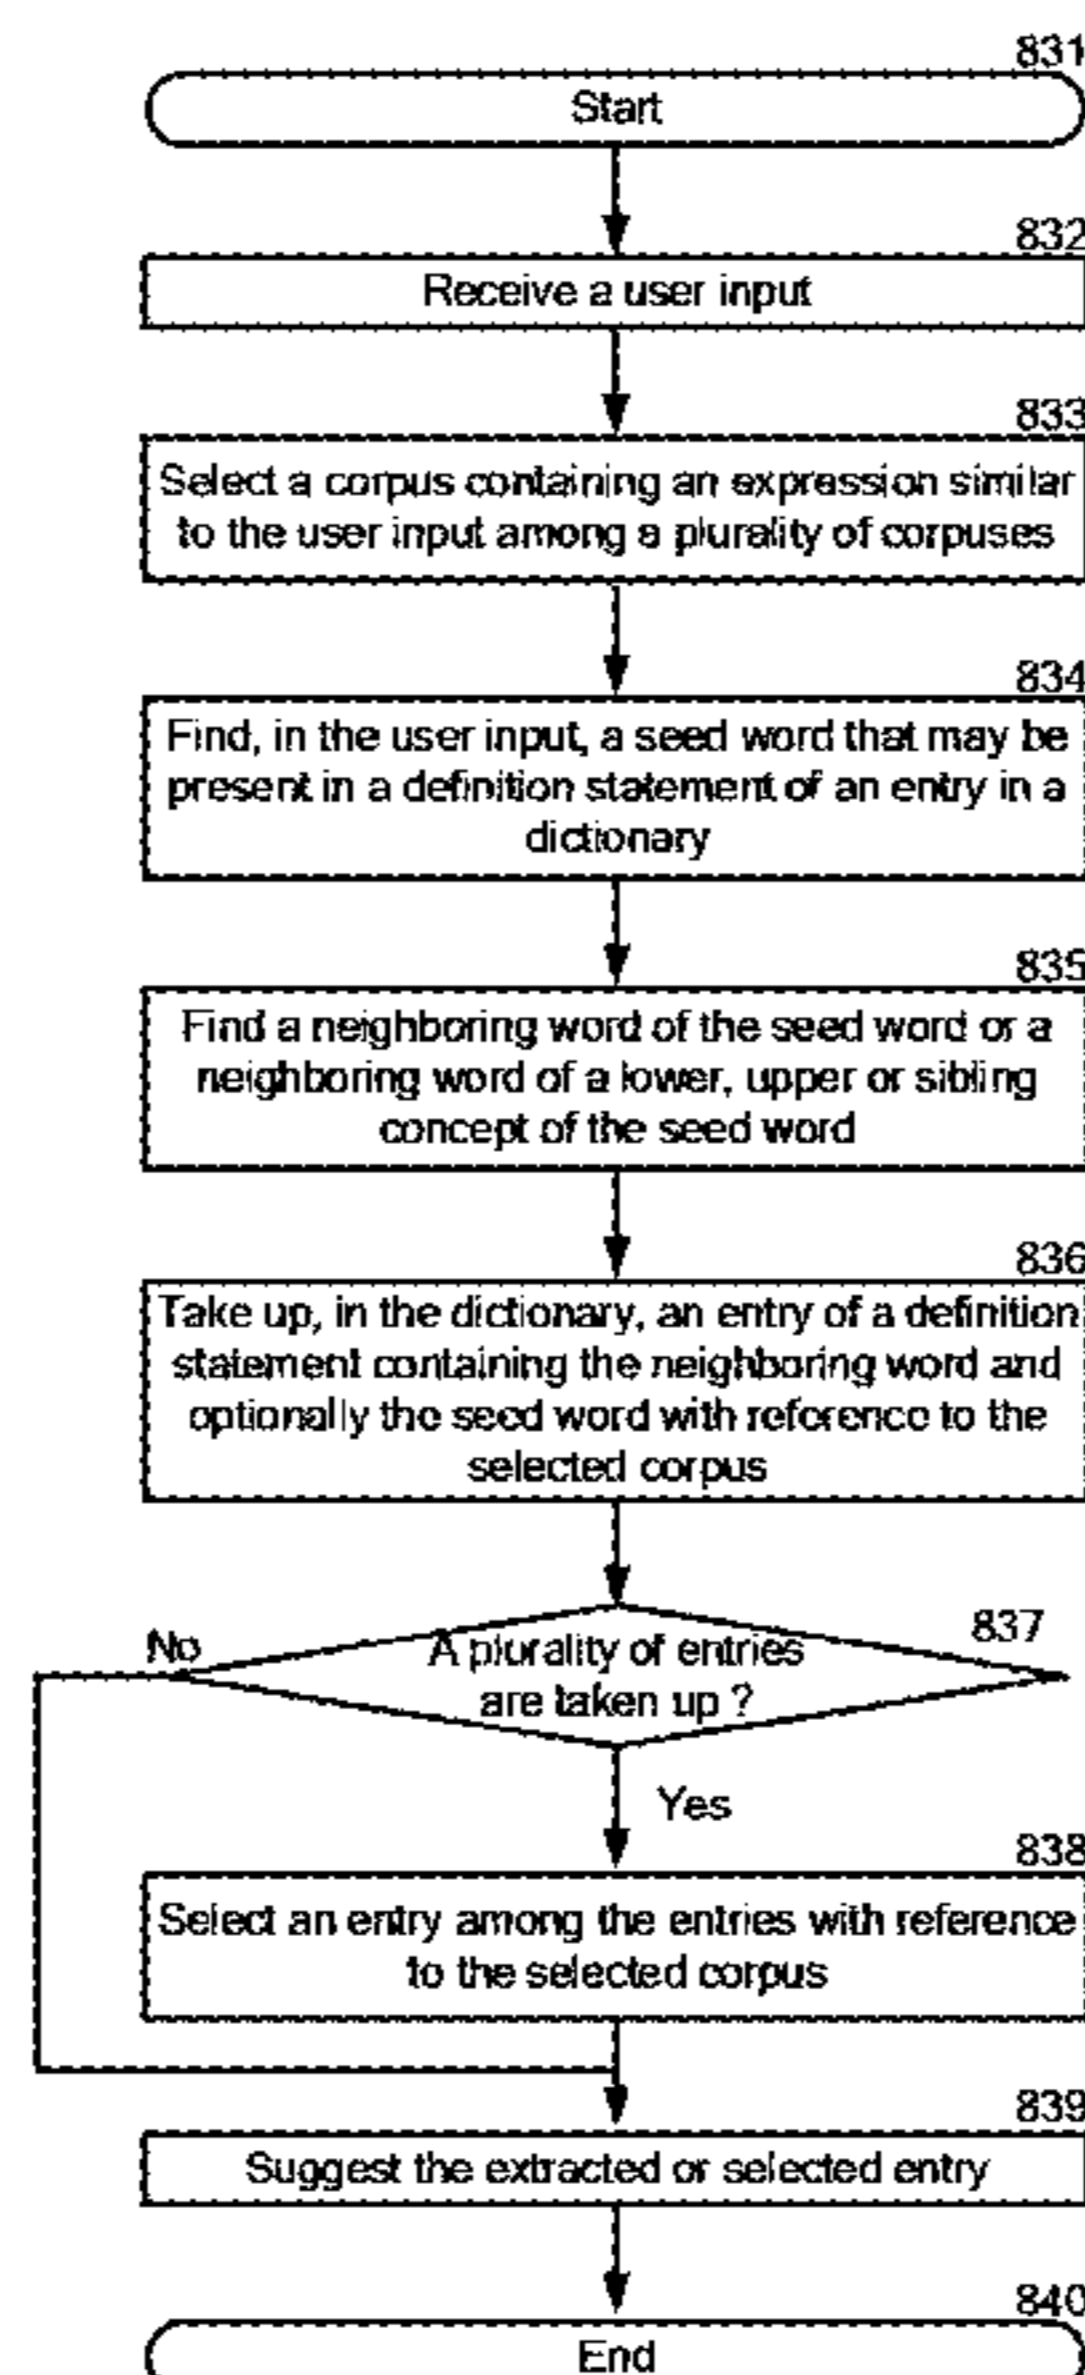 831
Start
832
Receive a user input
833
Select a corpus containing an expression similar
to the user input among a plurality of corpuses
834
Find, in the user input, a seed word that may be
present in a definition statement of an entry in a
dictionary
835
Find a neighboring word of the seed word or a
neighboring word of a lower, upper or sibling
concept of the seed word
836
Take up, in the dictionary, an entry of a definition
statement containing the neighboring word and
optionally the seed word with reference to the
selected corpus
837
No
A plurality of entries
are taken up ?
Yes
838
Select an entry among the entries with reference
to the selected corpus
839
Suggest the extracted or selected entry
840
End